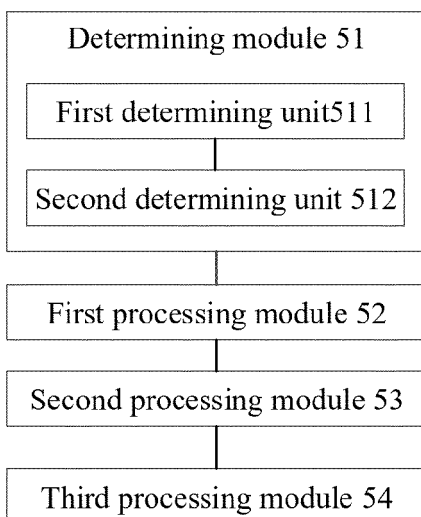 Determining module 51
First determining unit511
Second determining unit 512
First processing module 52
Second processing module 53
Third processing module 54